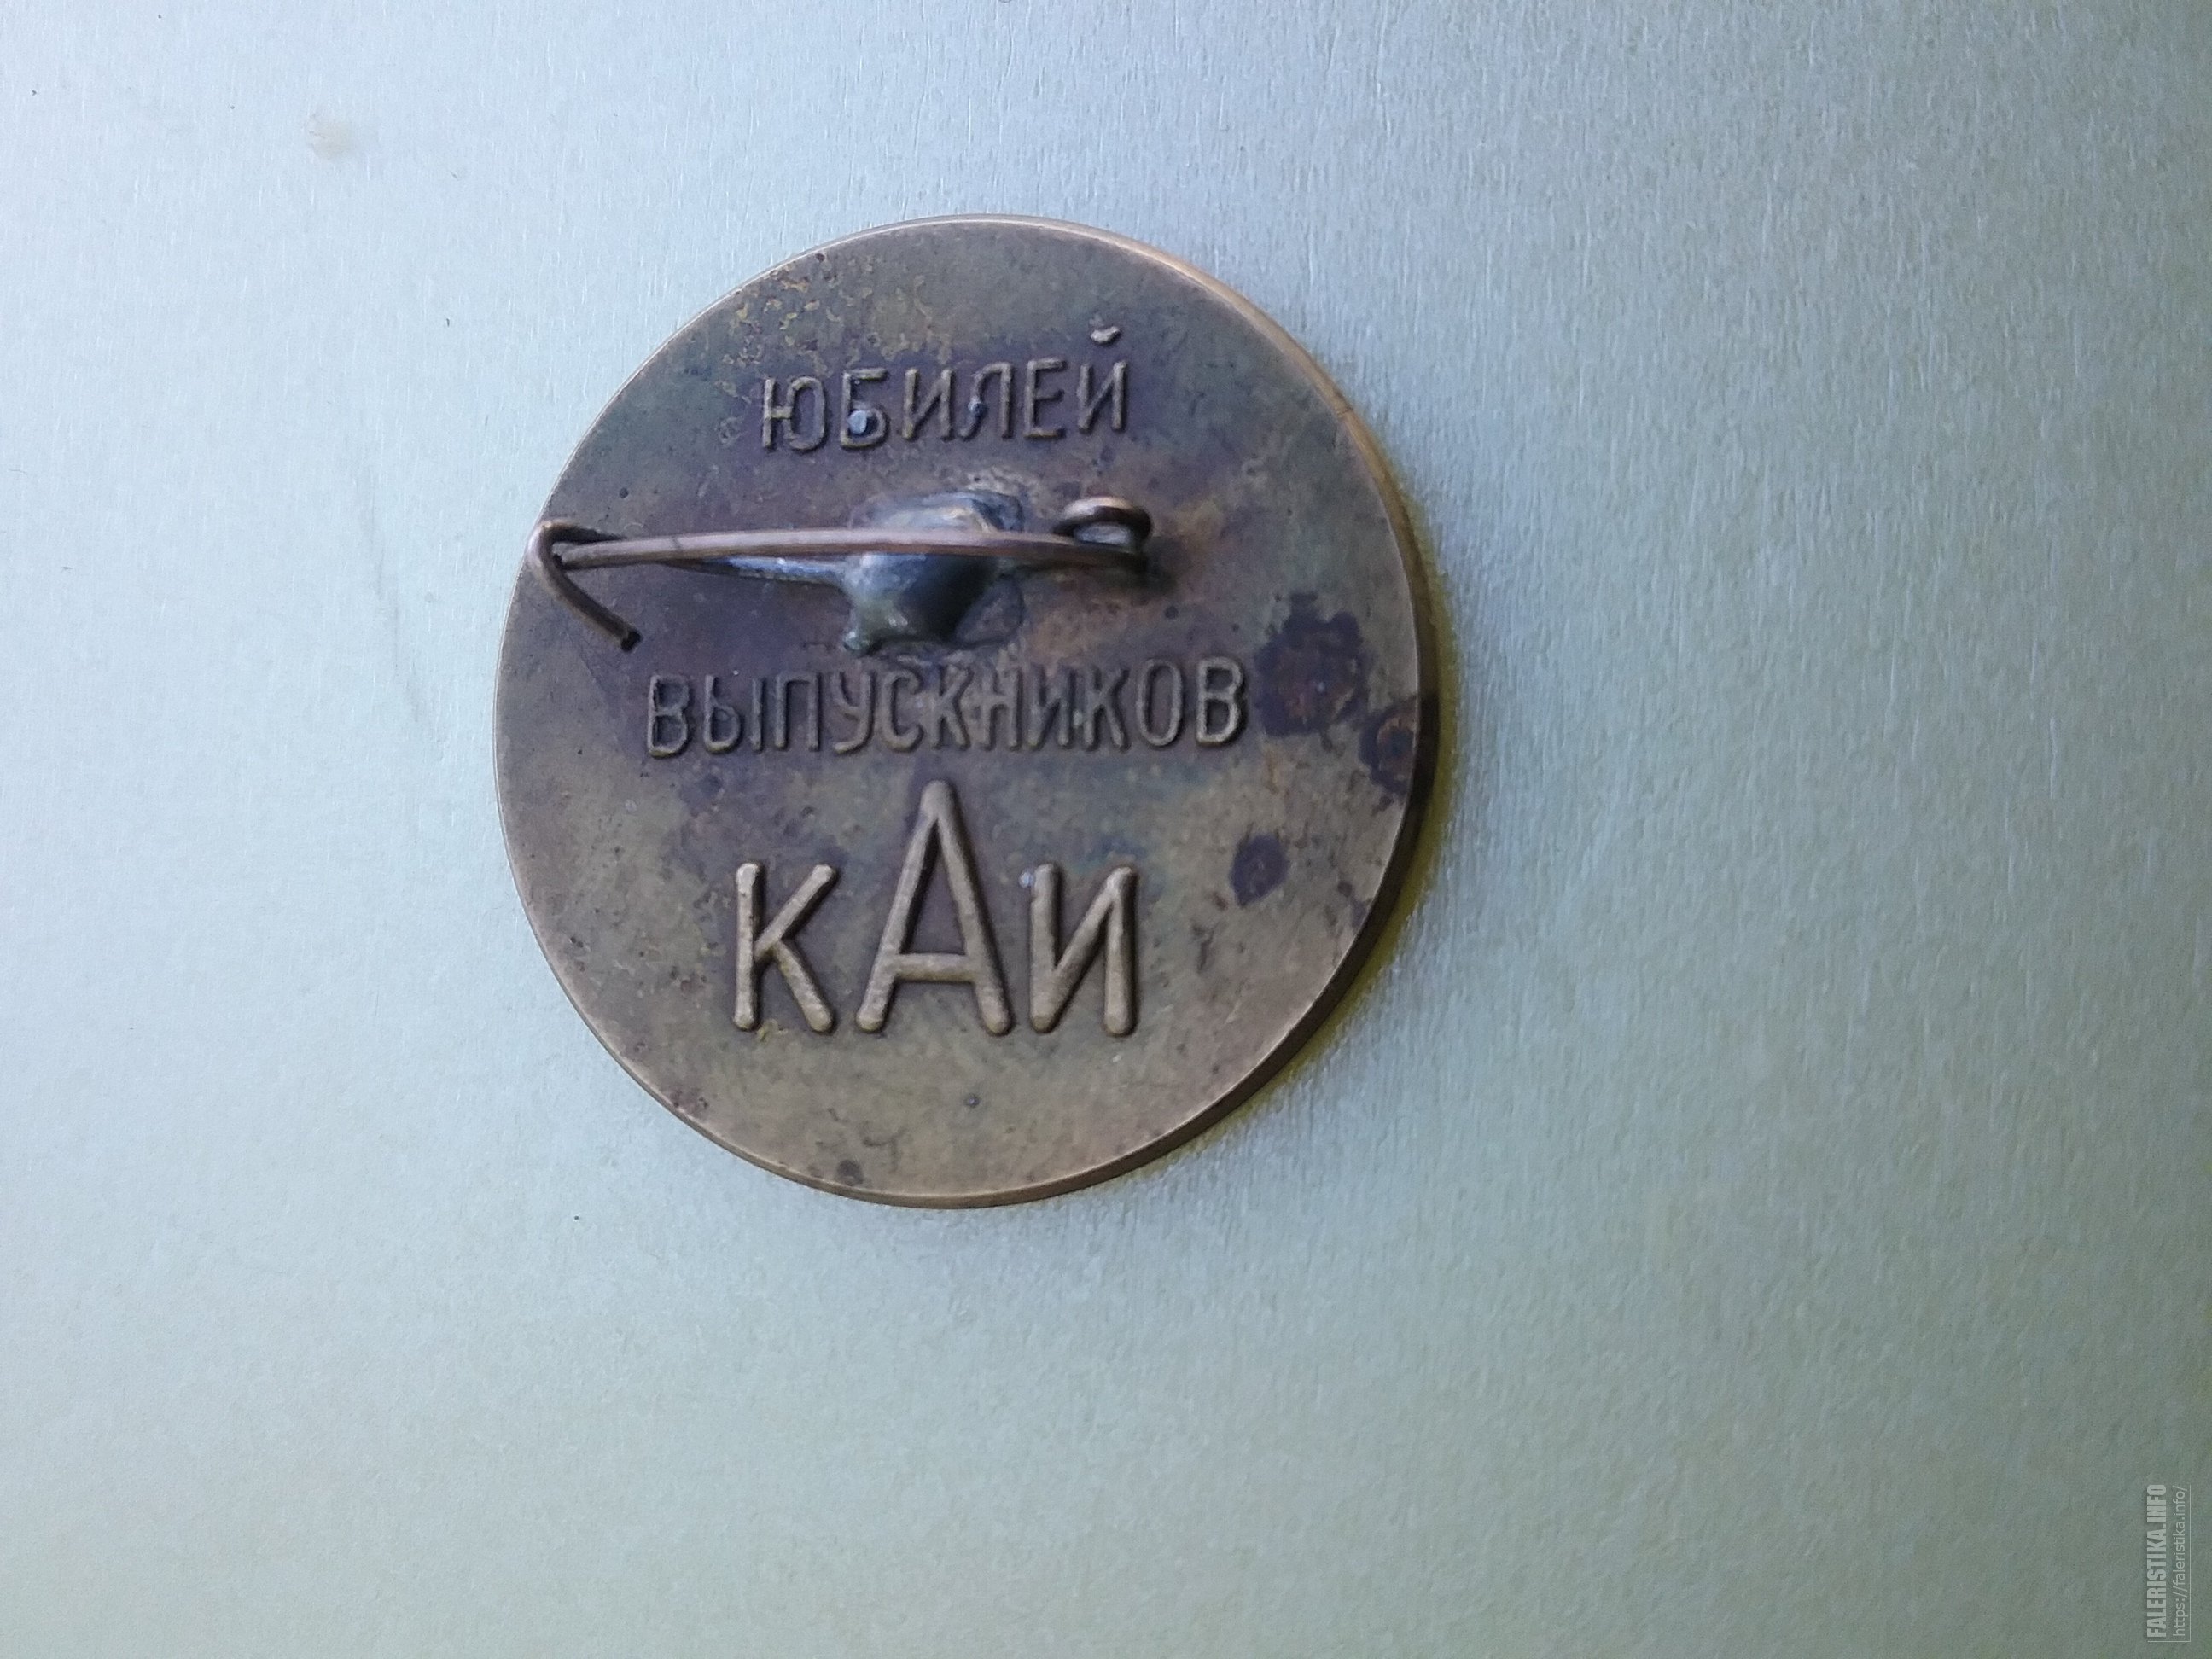 ЮБИЛЕЙ
ВЫПУСКНИКОВ
КАИ
FALERISTIKA.INFO
https://faleristika.info/